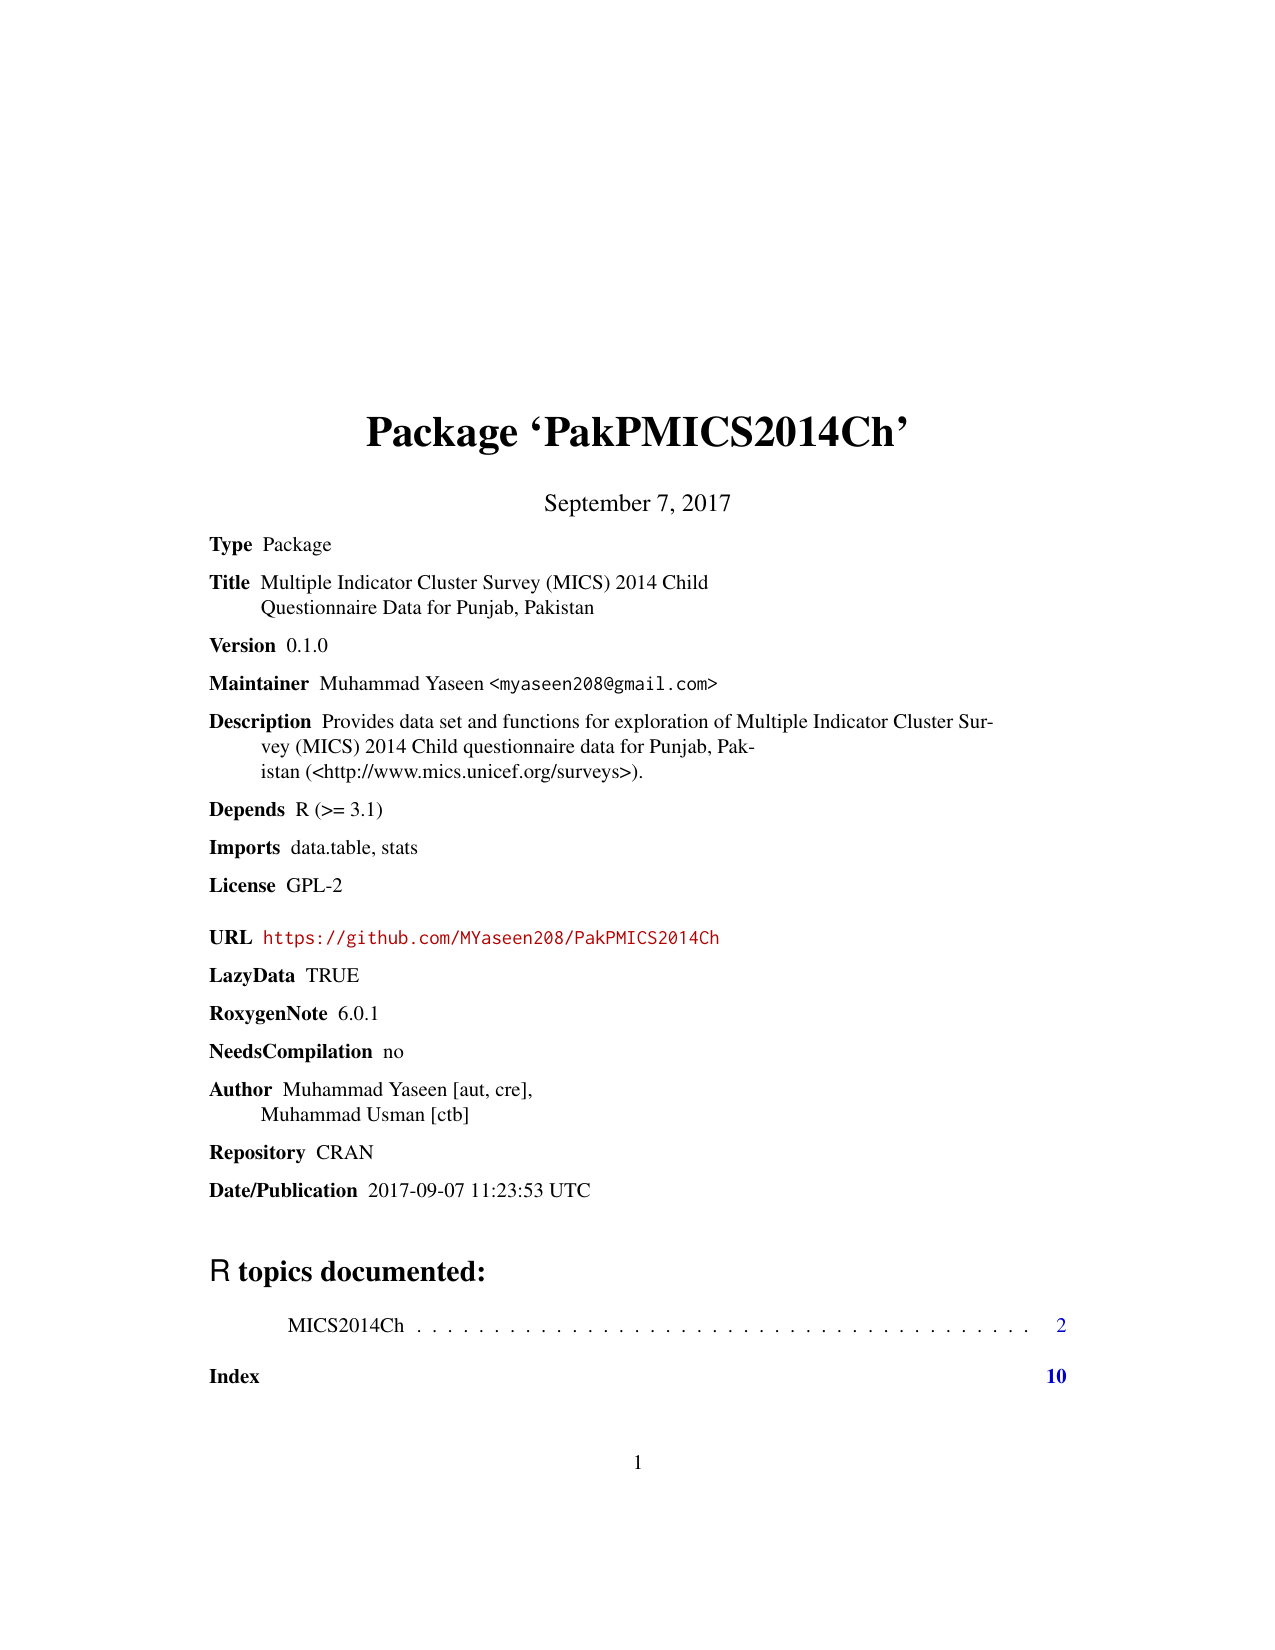 Package ‘PakPMICS2014Ch’
September 7, 2017
Type Package
Title Multiple Indicator Cluster Survey (MICS) 2014 Child
Questionnaire Data for Punjab, Pakistan
Version 0.1.0
Maintainer Muhammad Yaseen <myaseen208@gmail.com>
Description Provides data set and functions for exploration of Multiple Indicator Cluster Sur-
vey (MICS) 2014 Child questionnaire data for Punjab, Pak-
istan (<http://www.mics.unicef.org/surveys>).
Depends R (>= 3.1)
Imports data.table, stats
License GPL-2
URL https://github.com/MYaseen208/PakPMICS2014Ch
LazyData TRUE
RoxygenNote 6.0.1
NeedsCompilation no
Author Muhammad Yaseen [aut, cre],
Muhammad Usman [ctb]
Repository CRAN
Date/Publication 2017-09-07 11:23:53 UTC
R topics documented:
MICS2014Ch . . . . . . . . . . . . . . . . . . . . . . . . . . . . . . . . . . . . . . . . 2
Index 10
1